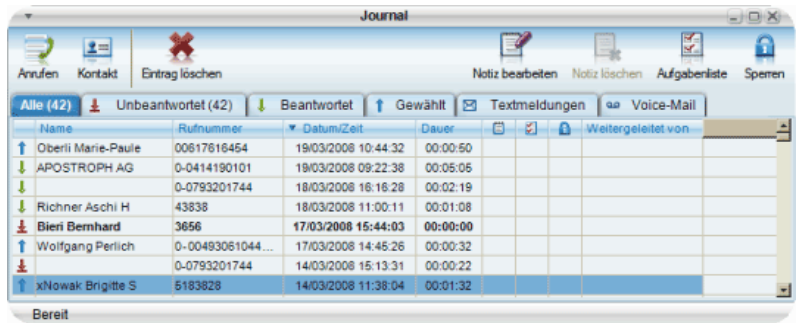 Journal
Anrufen Kontakt Eintrag löschen Notiz bearbeiten Notiz löschen Aufgabenliste Sperren
Alle (42) Unbeantwortet (42) Beantwortet Gewählt Textmeldungen Voice-Mail
Name Rufnummer Datum/Zeit Dauer Weitergeleitet von
Oberli Marie-Paule 00617616454 19/03/2008 10:44:32 00:00:50
APOSTROPH AG 0-0414190101 19/03/2008 09:22:38 00:05:05
0-0793201744 18/03/2008 16:16:28 00:02:19
Richner Aschi H 43838 18/03/2008 11:00:11 00:01:08
Bieri Bernhard 3656 17/03/2008 15:44:03 00:00:00
Wolfgang Perlich 0-00493061044... 17/03/2008 14:45:26 00:00:32
0-0793201744 14/03/2008 15:13:31 00:00:22
xNowak Brigitte S 5183828 14/03/2008 11:38:04 00:01:32
Bereit